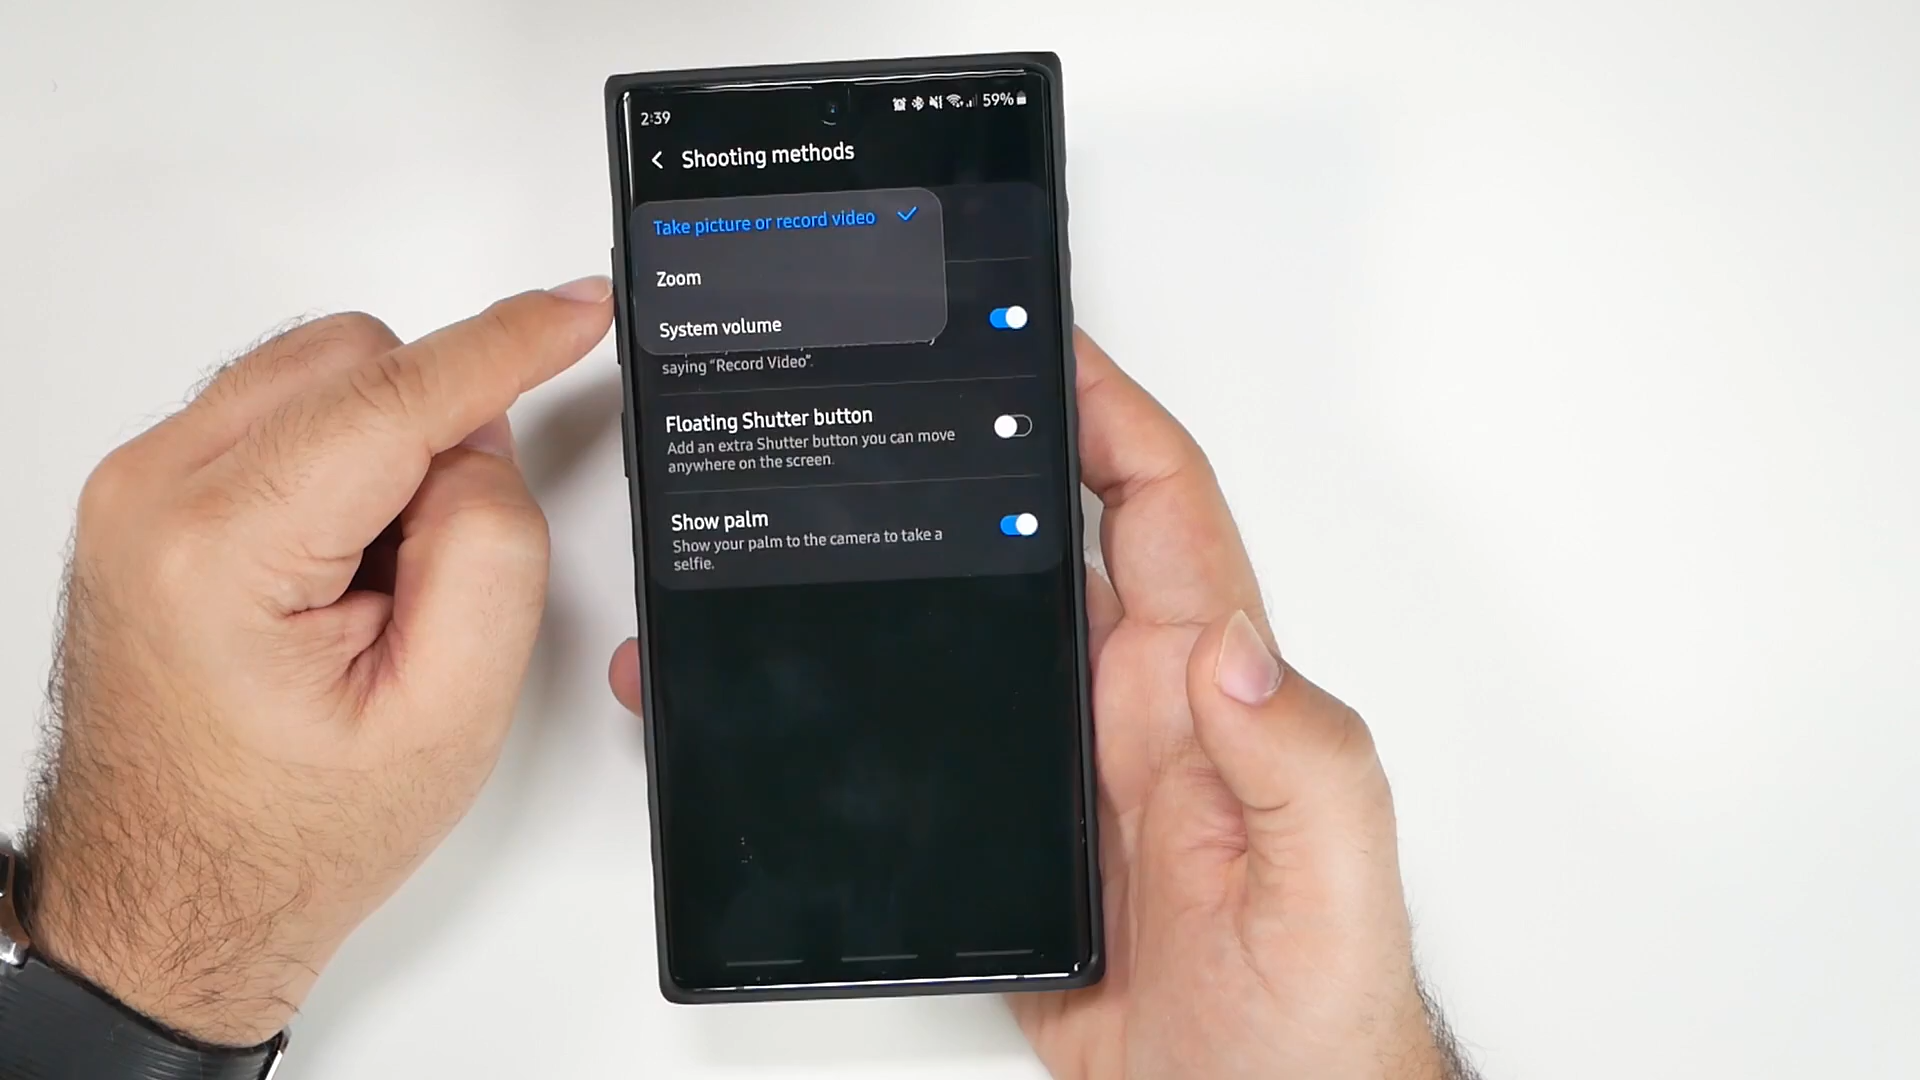 2:39
59%
Shooting methods
Take picture or record video
Zoom
System volume
saying "Record Video".
Floating Shutter button
Add an extra Shutter button you can move
anywhere on the screen.
Show palm
Show your palm to the camera to take a
selfie.